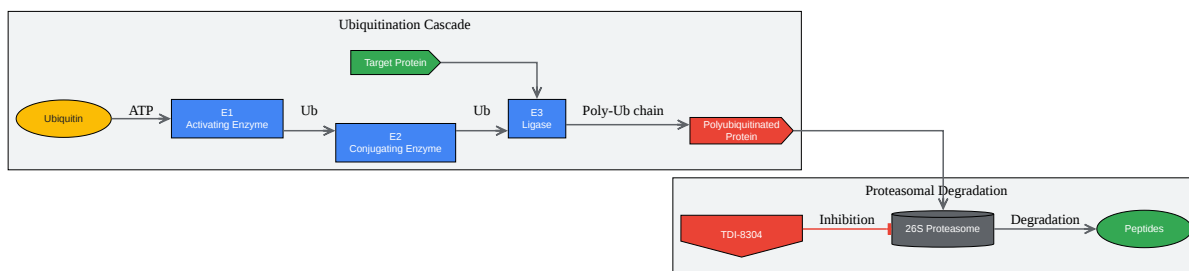 Ubiquitination Cascade
Target Protein
Ubiquitin
ATP
E1
Activating Enzyme
Ub
E2
Conjugating Enzyme
Ub
E3
Ligase
Poly-Ub chain
Polyubiquitinated
Protein
Proteasomal Degradation
TDI-8304
Inhibition
26S Proteasome
Degradation
Peptides